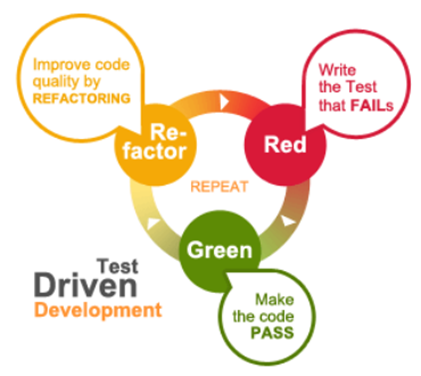 Improve code
quality by
REFACTORING
Re-
factor
Write
the Test
that FAILs
Red
REPEAT
Green
Make
the code
PASS
Test
Driven
Development